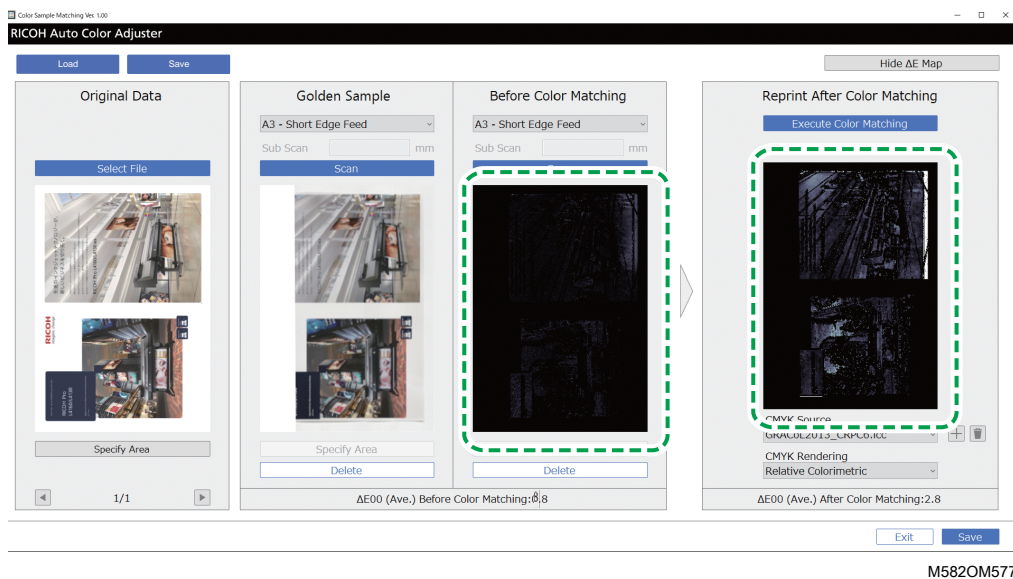 Color Sample Matching Ver. 1.00
RICOH Auto Color Adjuster
Load
Save
Hide ΔE Map
Original Data
Select File
RICOH
Specify Area
1/1
Golden Sample
A3 - Short Edge Feed
Sub Scan
mm
Scan
Specify Area
Delete
Before Color Matching
A3 - Short Edge Feed
Sub Scan
mm
Delete
ΔE00 (Ave.) Before Color Matching:0.8
Reprint After Color Matching
Execute Color Matching
CMYK Source
GRACoL2013_CRPC6.icc
CMYK Rendering
Relative Colorimetric
ΔE00 (Ave.) After Color Matching:2.8
Exit
Save
M582OM577